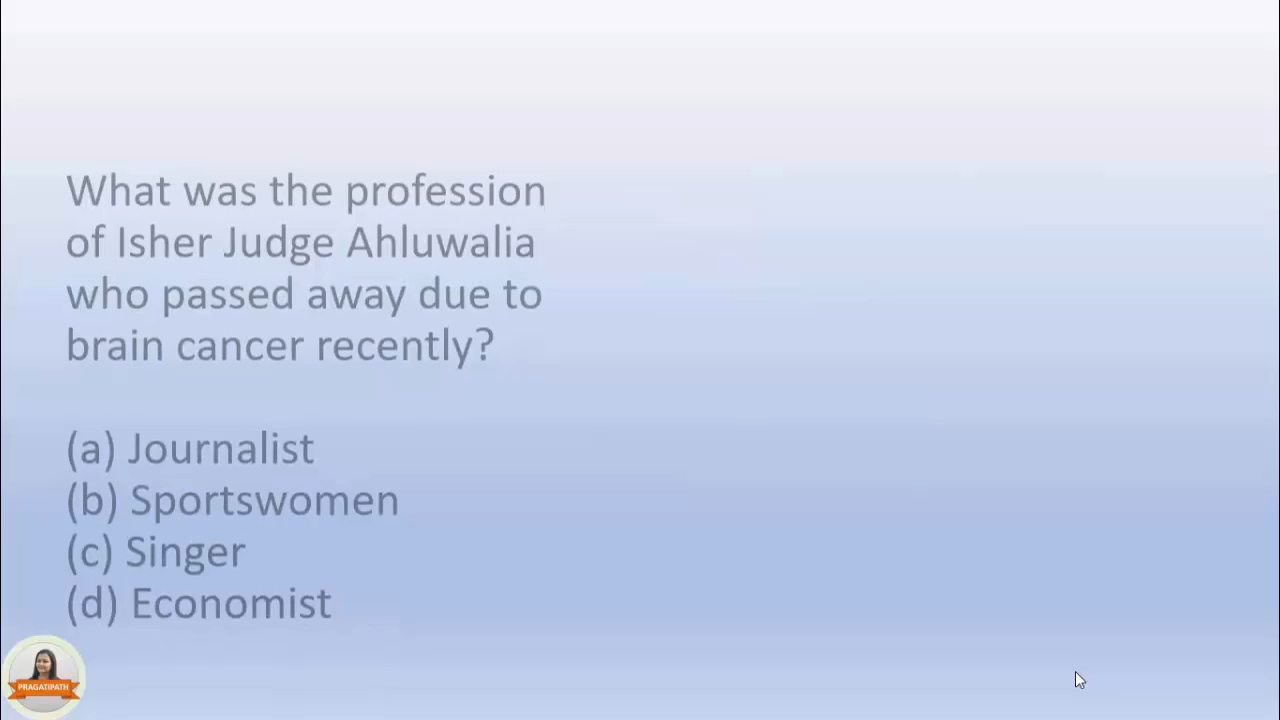 What was the profession
of Isher Judge Ahluwalia
who passed away due to
brain cancer recently?
(a) Journalist
(b) Sportswomen
(c) Singer
(d) Economist
PRAGATIPATH